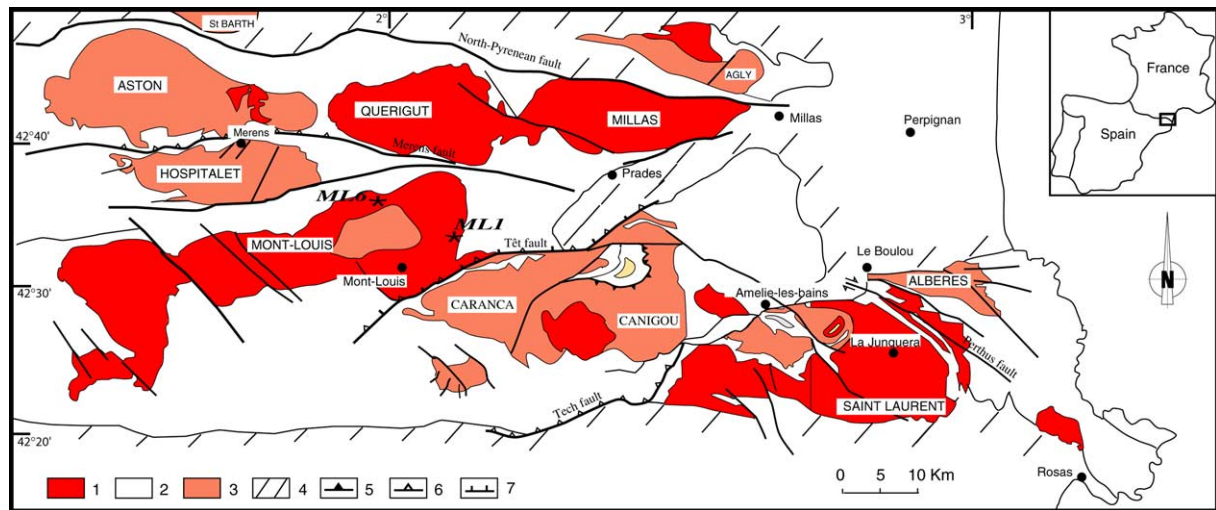 2°
3°
St BARTH
North-Pyrenean fault
AGLY
France
Spain
ASTON
QUERIGUT
MILLAS
Millas
Perpignan
42°40'
Merens
Merens fault
HOSPITALET
Prades
ML6
ML1
MONT-LOUIS
Têt fault
Mont-Louis
Le Boulou
ALBERES
N
42°30'
CARANCA
CANIGOU
Amelie-les-bains
La Junquera
Perthus fault
Tech fault
SAINT LAURENT
42°20'
Rosas
0 5 10 Km
1 2 3 4 5 6 7